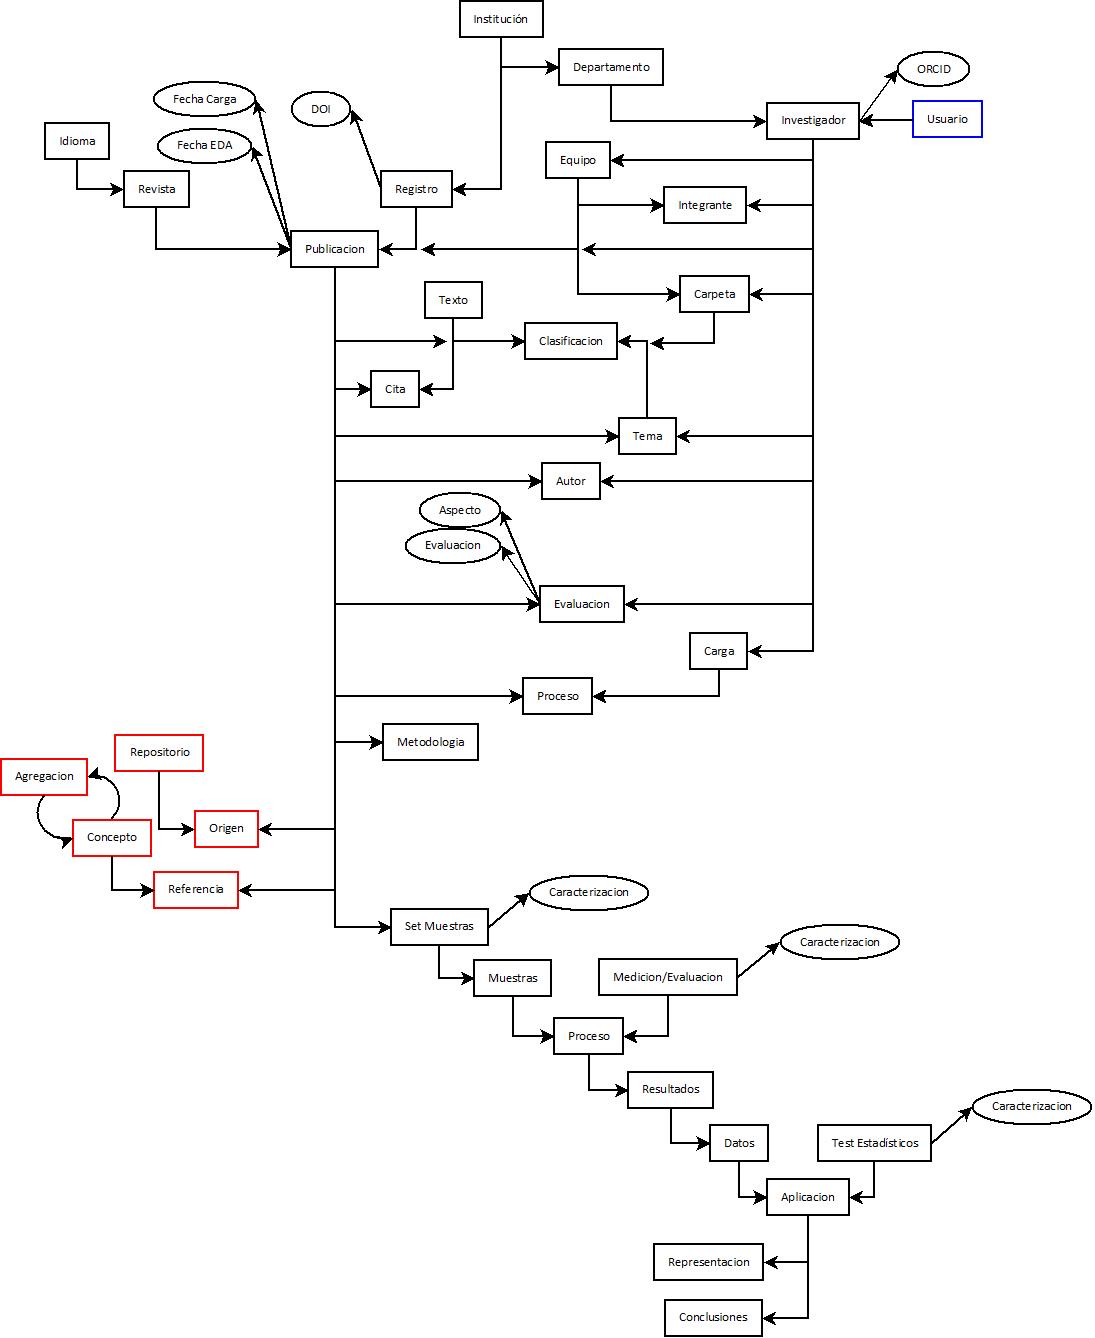 Institución
Departamento
ORCID
Fecha Carga
DOI
Investigador
Usuario
Idioma
Fecha EDA
Equipo
Revista
Registro
Integrante
Publicacion
Carpeta
Texto
Clasificacion
Cita
Tema
Autor
Aspecto
Evaluacion
Evaluacion
Carga
Proceso
Metodologia
Repositorio
Agregacion
Origen
Concepto
Referencia
Caracterizacion
Set Muestras
Caracterizacion
Muestras
Medicion/Evaluacion
Proceso
Resultados
Caracterizacion
Datos
Test Estadísticos
Aplicacion
Representacion
Conclusiones